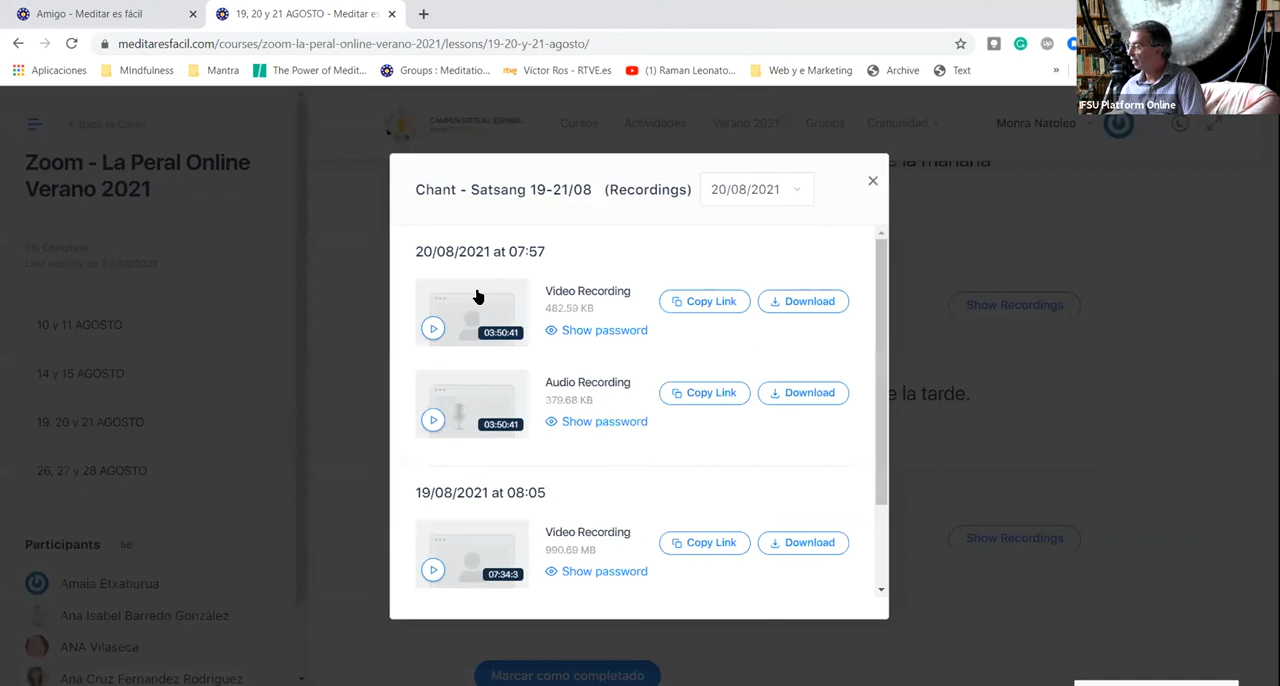 Amigo - Meditar es fácil
19, 20 y 21 AGOSTO - Meditar es
meditaresfacil.com/courses/zoom-la-peral-online-verano-2021/lessons/19-20-y-21-agosto/
Aplicaciones
MIndfulness
Mantra
The Power of Medit...
Groups : Meditatio...
Víctor Ros - RTVE.es
(1) Raman Leonato...
Web y e Marketing
Archive
Text
»
IFSU Platform Online
< Back to Curso
CAMPUS VIRTUAL ESPAÑA
Cursos
Actividades
Verano 2021
Grupos
Comunidad
Monra Natoleo
Zoom - La Peral Online
Verano 2021
Last activity on
10 y 11 AGOSTO
14 y 15 AGOSTO
19, 20 y 21 AGOSTO
26, 27 y 28 AGOSTO
Participants 56
Amaia Etxaburua
Ana Isabel Barredo González
ANA Vilaseca
Ana Cruz Fernandez Rodriguez
Chant - Satsang 19-21/08 (Recordings)
20/08/2021
20/08/2021 at 07:57
03:50:41
Video Recording
482.59 KB
Show password
Copy Link
Download
03:50:41
Audio Recording
379.68 KB
Show password
Copy Link
Download
19/08/2021 at 08:05
07:34:3
Video Recording
990.69 MB
Show password
Copy Link
Download
e la mañana
Show Recordings
e la tarde.
Show Recordings
Marcar como completado